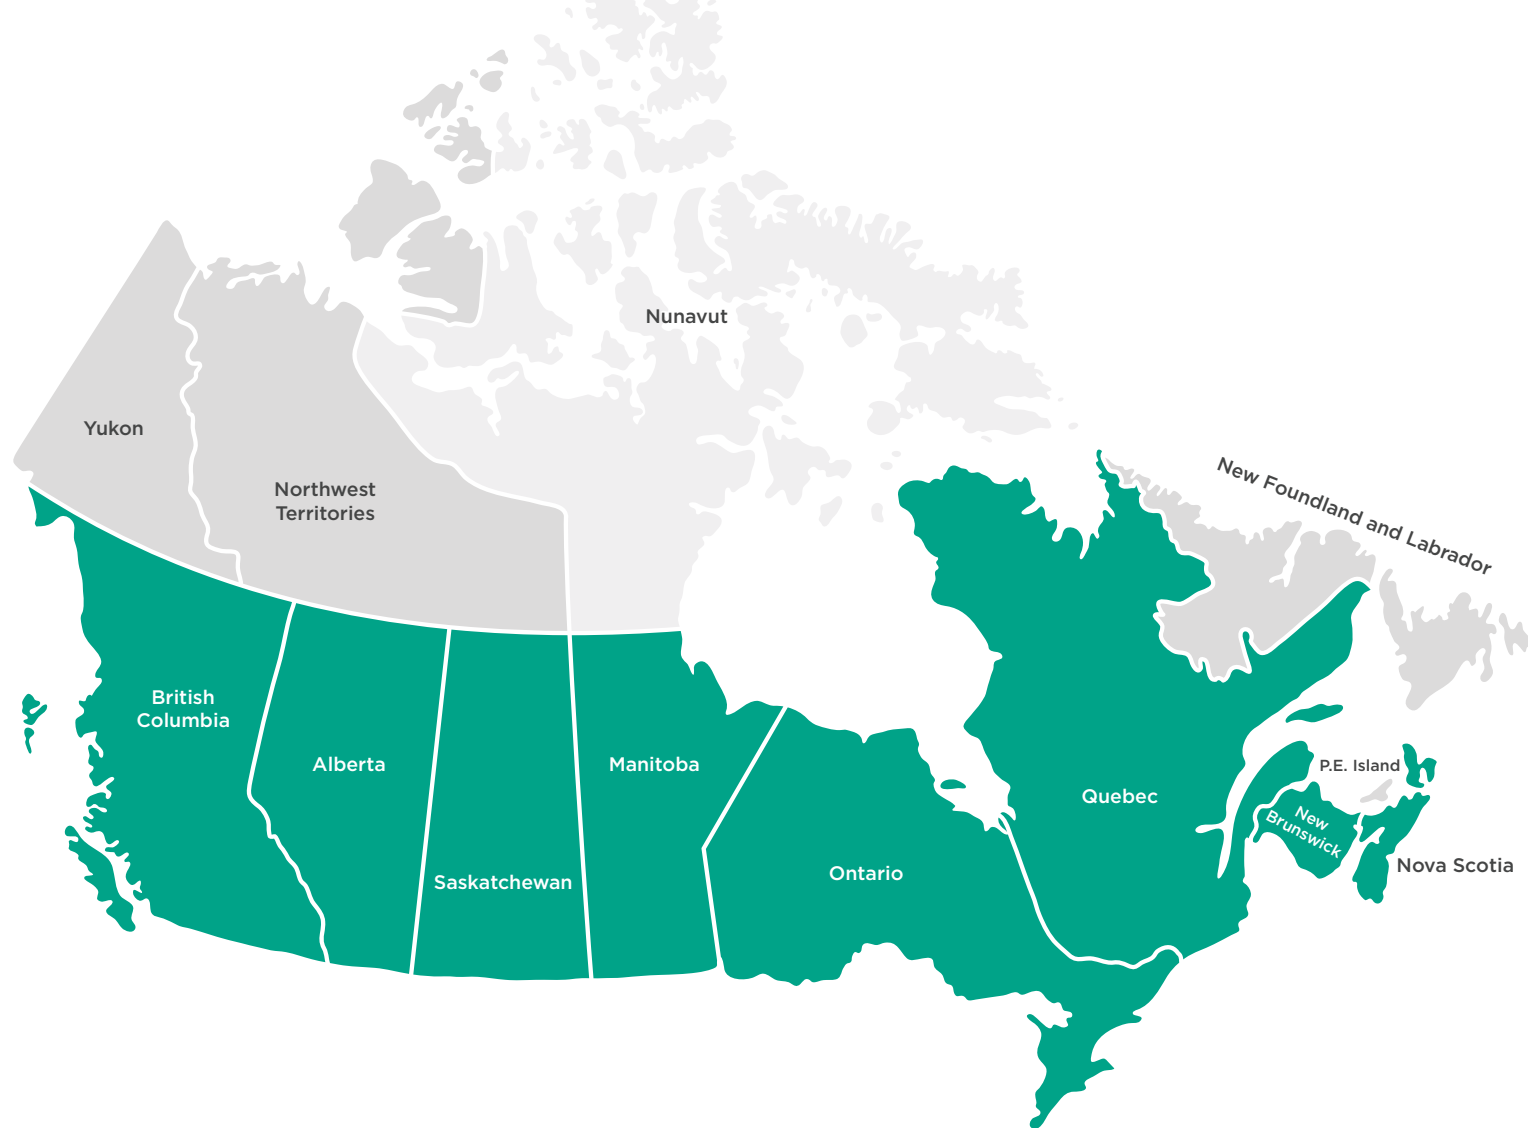 Nunavut
Yukon
Northwest
Territories
New Foundland and Labrador
British
Columbia
Alberta
Manitoba
P.E. Island
Quebec
New
Brunswick
Nova Scotia
Ontario
Saskatchewan